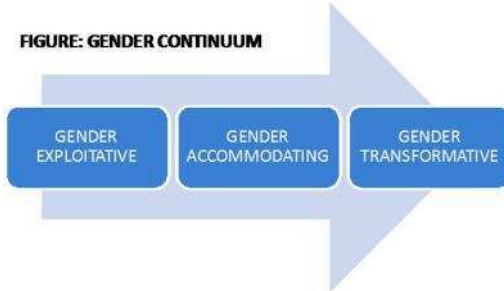 FIGURE: GENDER CONTINUUM
GENDER
EXPLOITATIVE
GENDER
ACCOMMODATING
GENDER
TRANSFORMATIVE